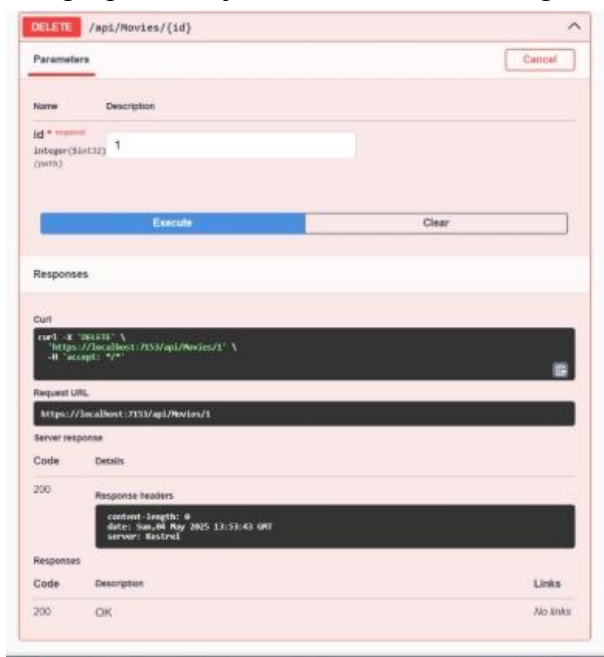 DELETE /api/Movies/{id}
Parameters Cancel
Name Description
id * required
integer($int32)
(path)
1
Execute Clear
Responses
Curl
curl -X 'DELETE' \
'https://localhost:7153/api/Movies/1' \
-H 'accept: */*'
Request URL
https://localhost:7153/api/Movies/1
Server response
Code Details
200
Response headers
content-length: 0
date: Sun,04 May 2025 13:53:43 GMT
server: Kestrel
Responses
Code Description Links
200 OK No links